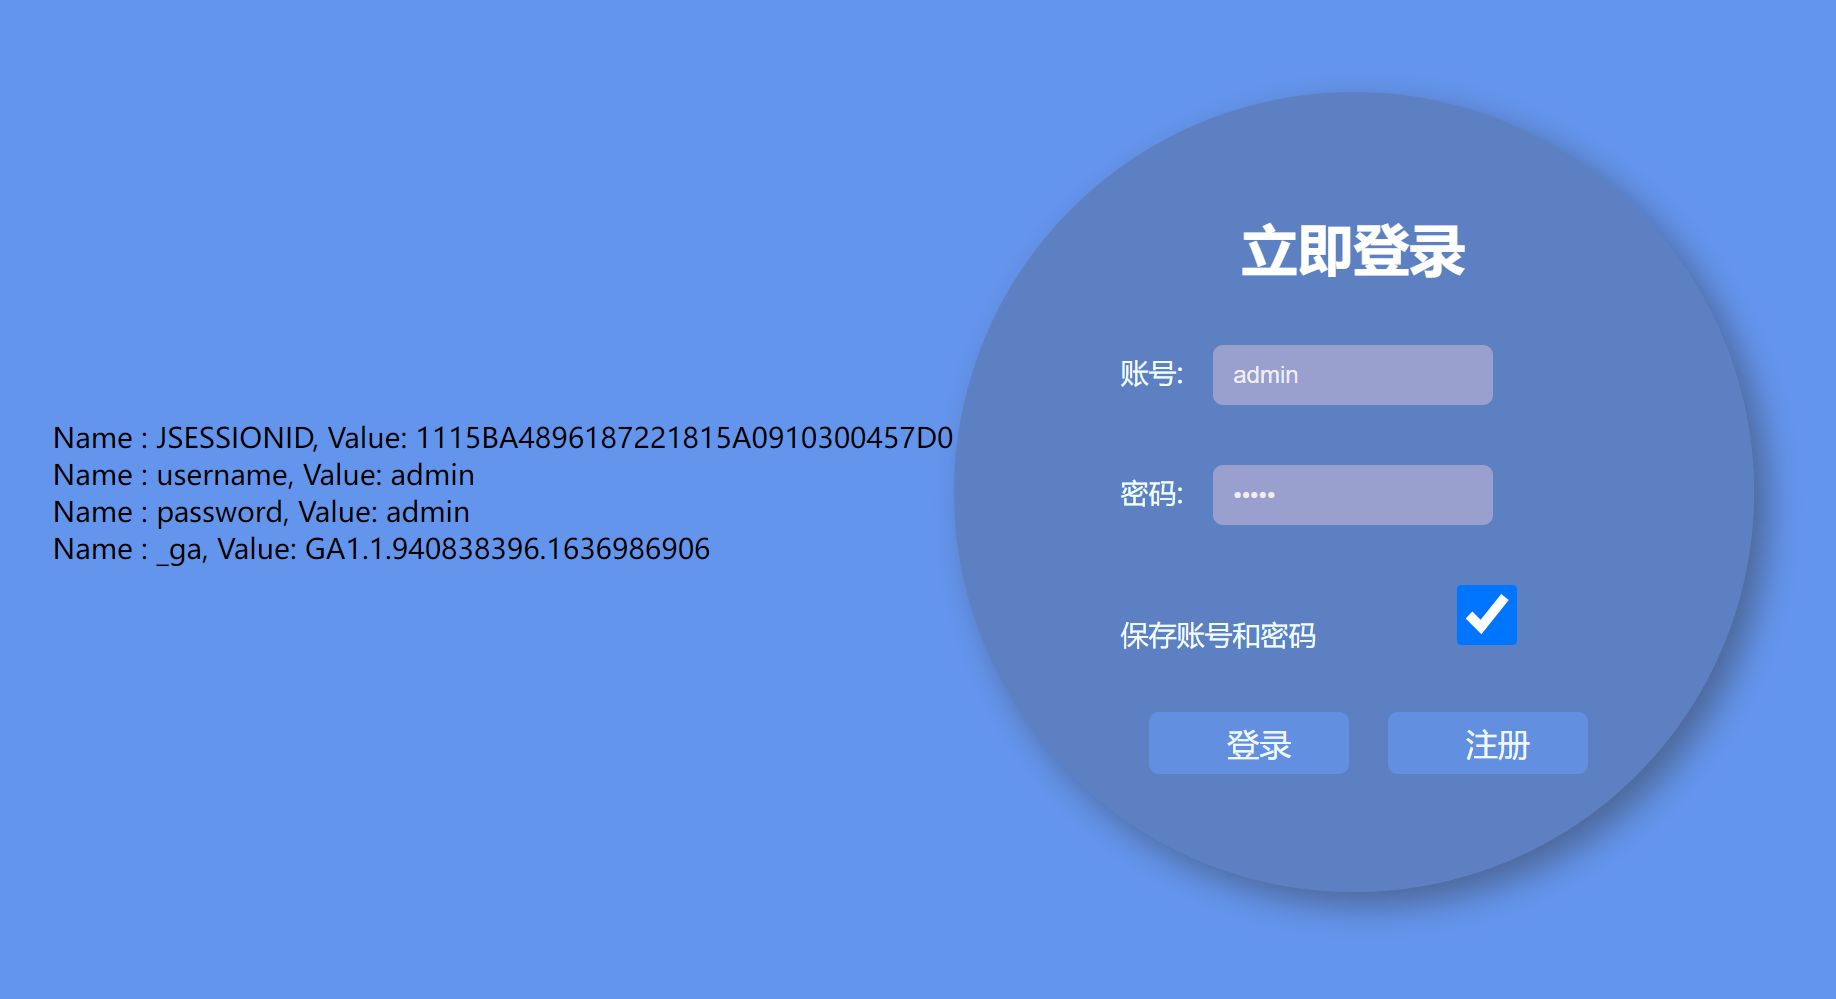 Name : JSESSIONID, Value: 1115BA4896187221815A0910300457D0
Name : username, Value: admin
Name : password, Value: admin
Name : _ga, Value: GA1.1.940838396.1636986906
立即登录
账号: admin
密码: •••••
保存账号和密码
登录 注册